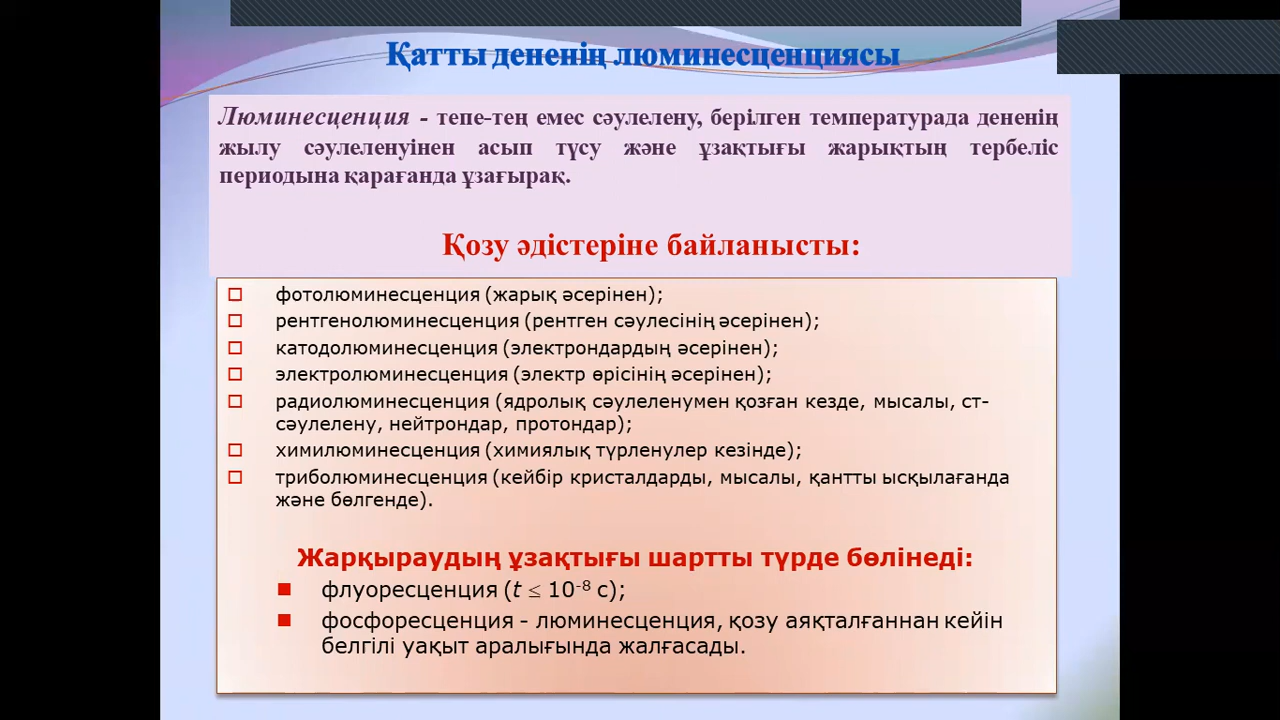 Қатты дененің люминесценциясы
Люминесценция - тепе-тең емес сәулелену, берілген температурада дененің
жылу сәулеленуінен асып түсу және ұзақтығы жарықтың тербеліс
периодына қарағанда ұзағырақ.
Қозу әдістеріне байланысты:
фотолюминесценция (жарық әсерінен);
рентгенолюминесценция (рентген сәулесінің әсерінен);
катодолюминесценция (электрондардың әсерінен);
электролюминесценция (электр өрісінің әсерінен);
радиолюминесценция (ядролық сәулеленумен қозған кезде, мысалы, ст-
сәулелену, нейтрондар, протондар);
химилюминесценция (химиялық түрленулер кезінде);
триболюминесценция (кейбір кристалдарды, мысалы, қантты ысқылағанда
және бөлгенде).
Жарқыраудың ұзақтығы шартты түрде бөлінеді:
флуоресценция (t ≤ 10⁻⁸ с);
фосфоресценция - люминесценция, қозу аяқталғаннан кейін
белгілі уақыт аралығында жалғасады.